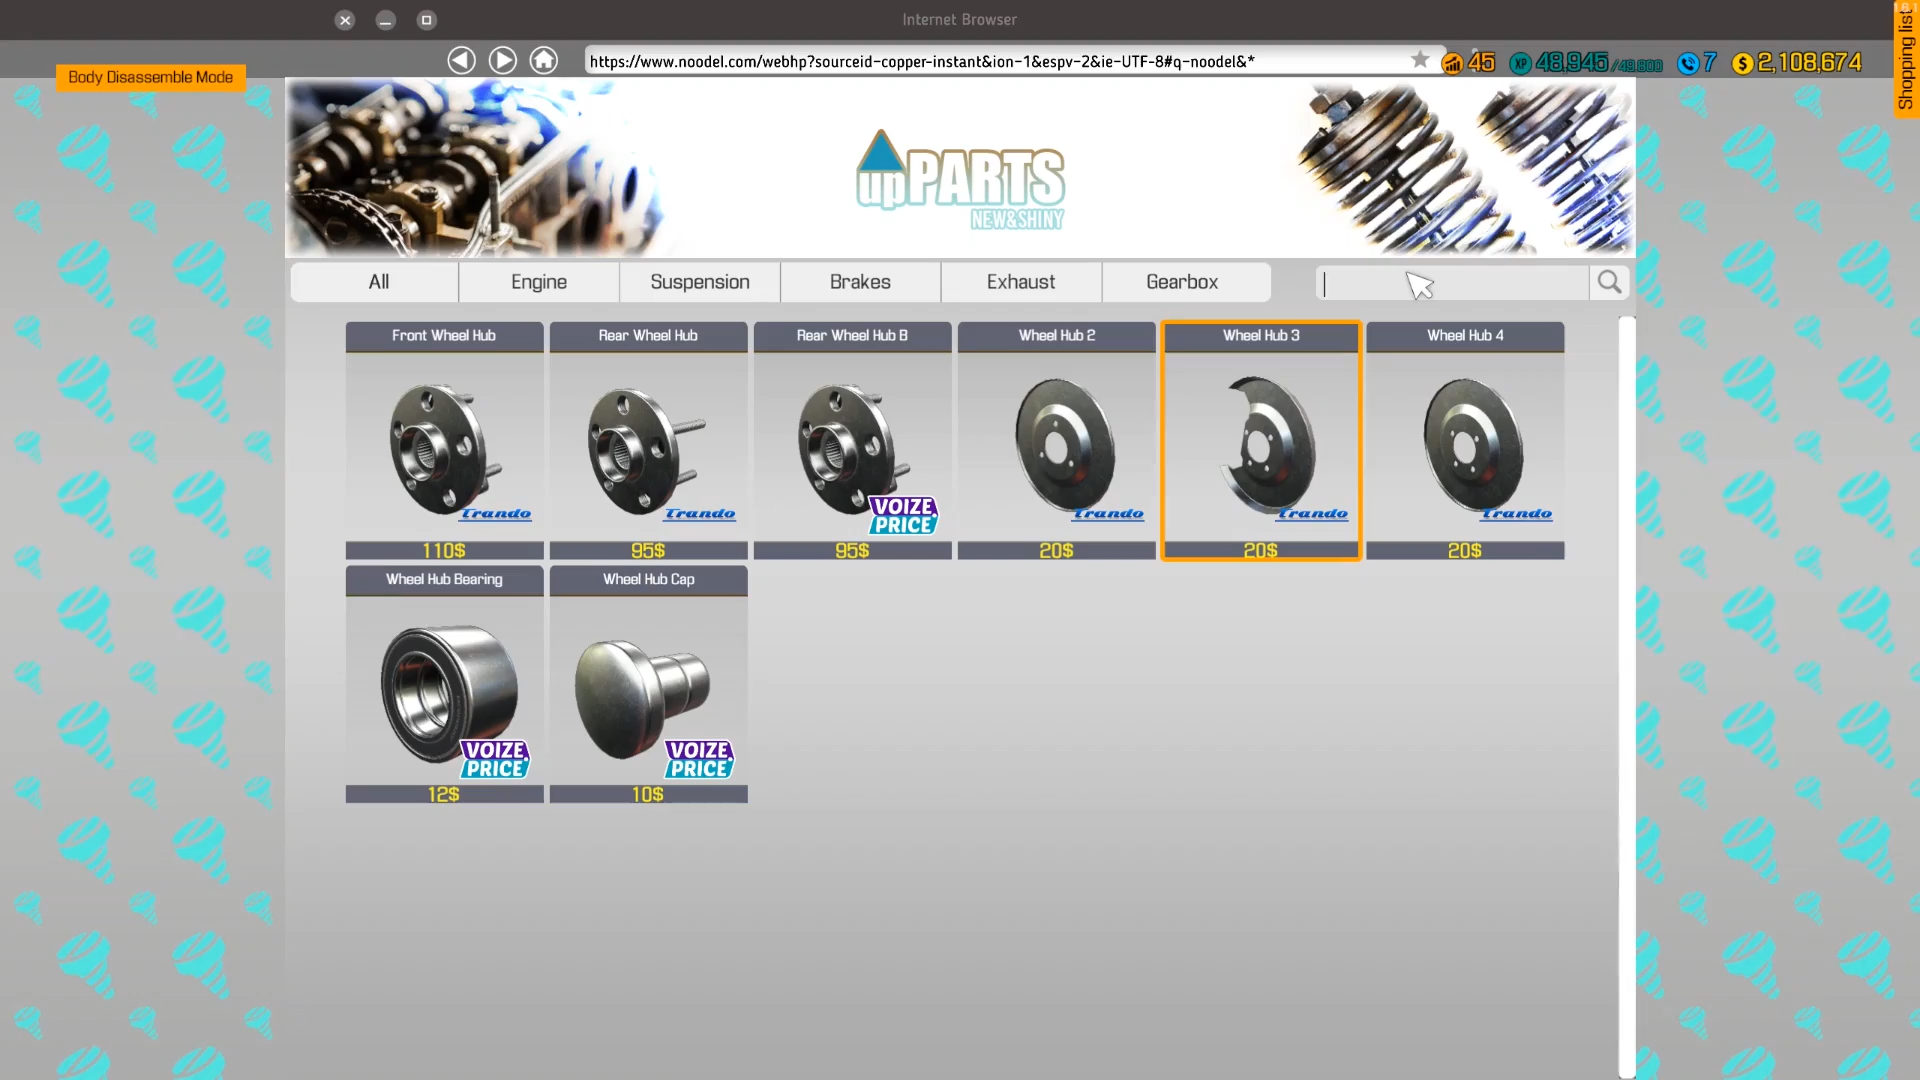 Internet Browser
https://www.noodel.com/webhp?sourceid-copper-instant&ion-1&espv-2&ie-UTF-8#q-noodel&*
45
XP 48,945/49,800
7
$ 2,108,674
Shopping list
Body Disassemble Mode
upPARTS
NEW&SHINY
All
Engine
Suspension
Brakes
Exhaust
Gearbox
Front Wheel Hub
Rear Wheel Hub
Rear Wheel Hub B
Wheel Hub 2
Wheel Hub 3
Wheel Hub 4
Trando
Trando
VOIZE
PRICE
Trando
Trando
Trando
110$
95$
95$
20$
20$
20$
Wheel Hub Bearing
Wheel Hub Cap
VOIZE
PRICE
VOIZE
PRICE
12$
10$